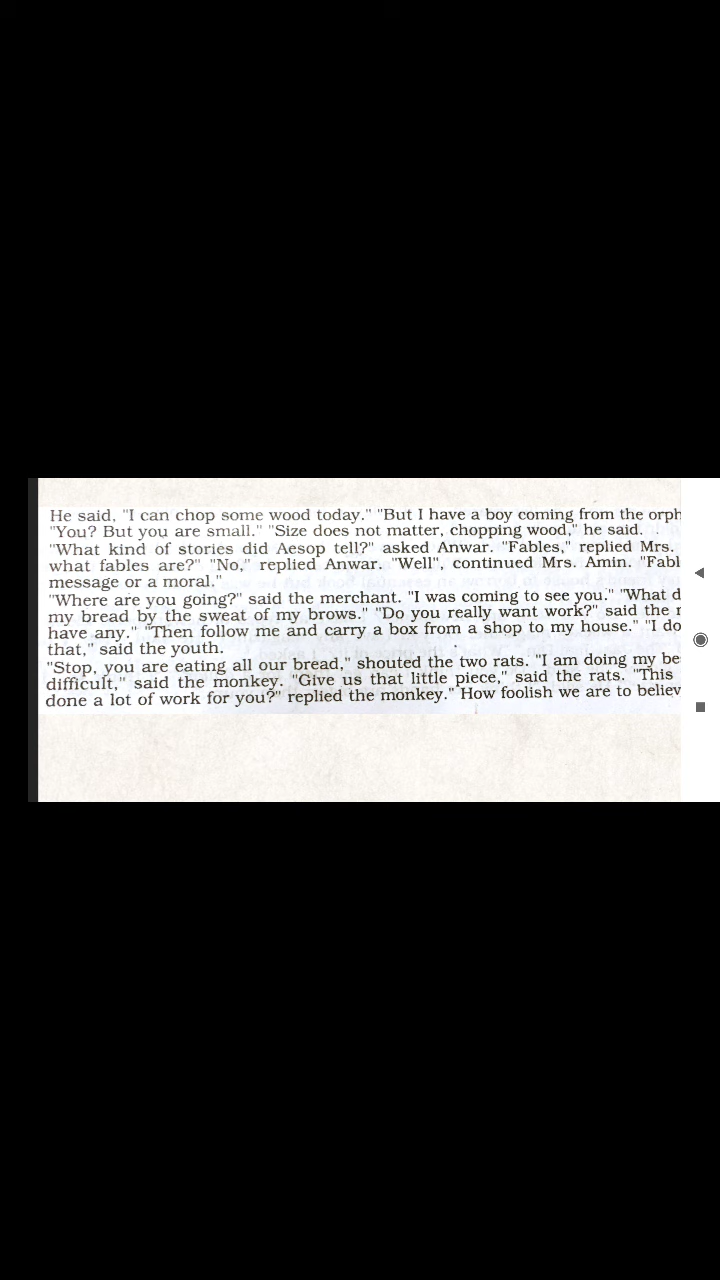 He said, "I can chop some wood today." "But I have a boy coming from the
"You? But you are small." "Size does not matter, chopping wood," he said.
"What kind of stories did Aesop tell?" asked Anwar. "Fables," replied Mrs.
what fables are?" "No," replied Anwar. "Well", continued Mrs. Amin.
message or a moral."
"Where are you going?" said the merchant. "I was coming to see you." "What
my bread by the sweat of my brows." "Do you really want work?" said the
have any." "Then follow me and carry a box from a shop to my house." "I
that," said the youth.
"Stop, you are eating all our bread," shouted the two rats. "I am doing my
difficult," said the monkey. "Give us that little piece," said the rats. "This
done a lot of work for you?" replied the monkey." How foolish we are to